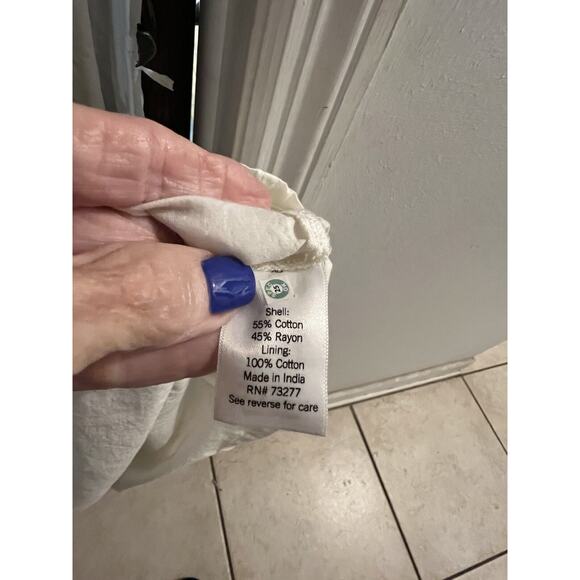 Shell:
55% Cotton
45% Rayon
Lining:
100% Cotton
Made in India
RN# 73277
See reverse for care